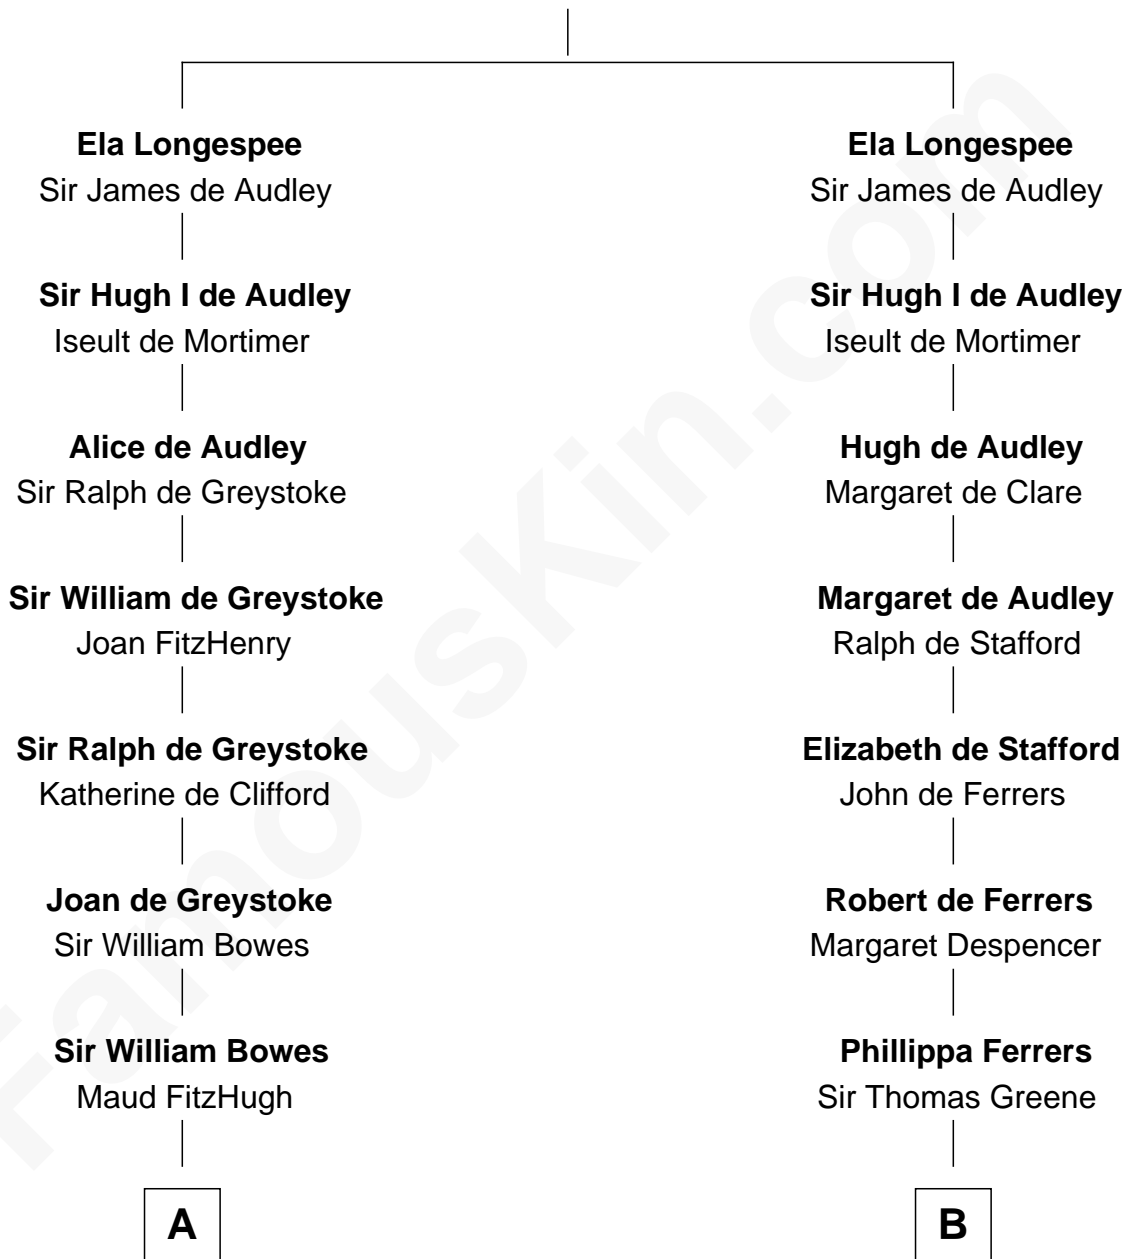 Ela Longespee
Sir James de Audley
Sir Hugh I de Audley
Iseult de Mortimer
Alice de Audley
Sir Ralph de Greystoke
Sir William de Greystoke
Joan FitzHenry
Sir Ralph de Greystoke
Katherine de Clifford
Joan de Greystoke
Sir William Bowes
Sir William Bowes
Maud FitzHugh
A
Ela Longespee
Sir James de Audley
Sir Hugh I de Audley
Iseult de Mortimer
Hugh de Audley
Margaret de Clare
Margaret de Audley
Ralph de Stafford
Elizabeth de Stafford
John de Ferrers
Robert de Ferrers
Margaret Despencer
Phillippa Ferrers
Sir Thomas Greene
B
FamousKin.com